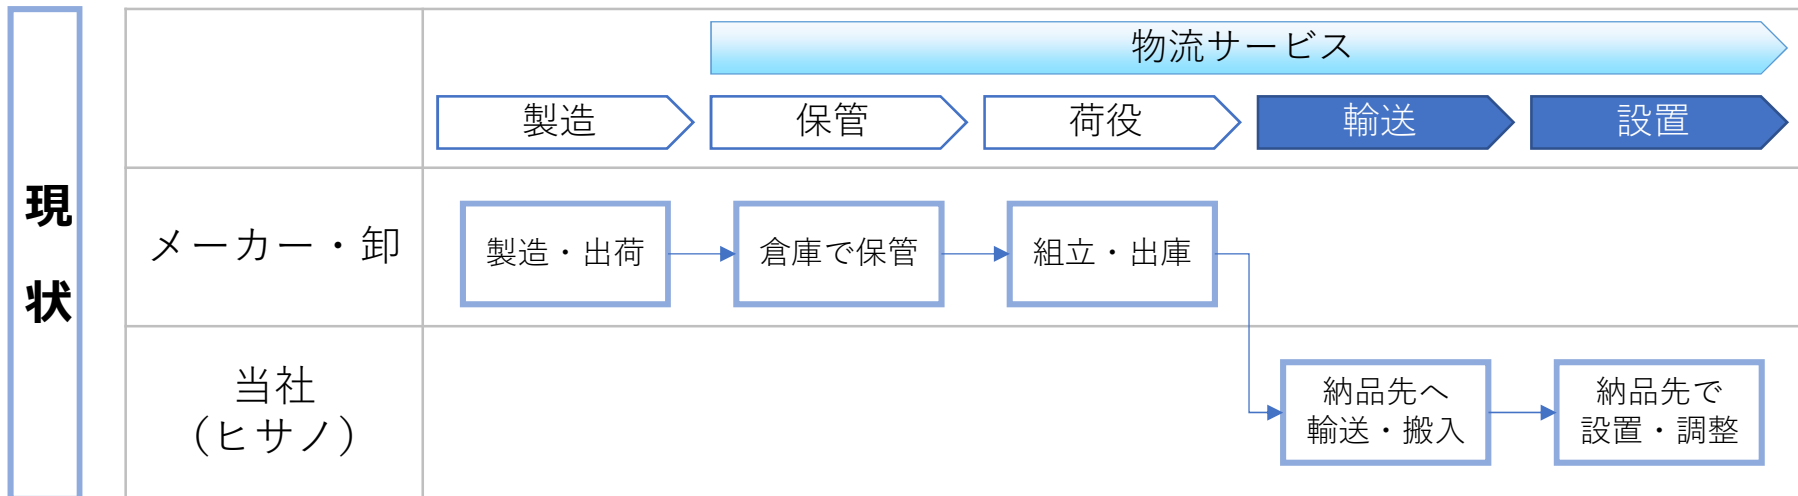 現状
物流サービス
製造
保管
荷役
輸送
設置
メーカー・卸
製造・出荷
倉庫で保管
組立・出庫
当社
(ヒサノ)
納品先へ
輸送・搬入
納品先で
設置・調整